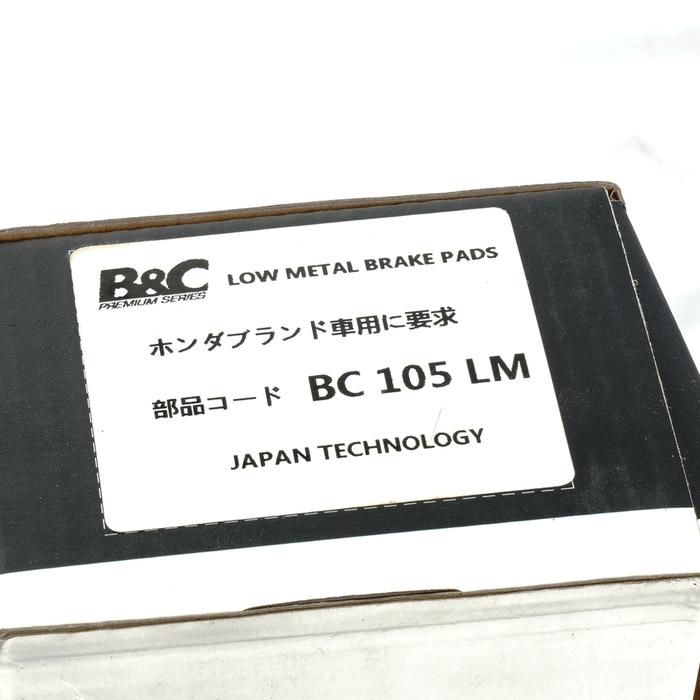 B&C
PREMIUM SERIES
LOW METAL BRAKE PADS
ホンダブランド車用に要求
部品コード BC 105 LM
JAPAN TECHNOLOGY